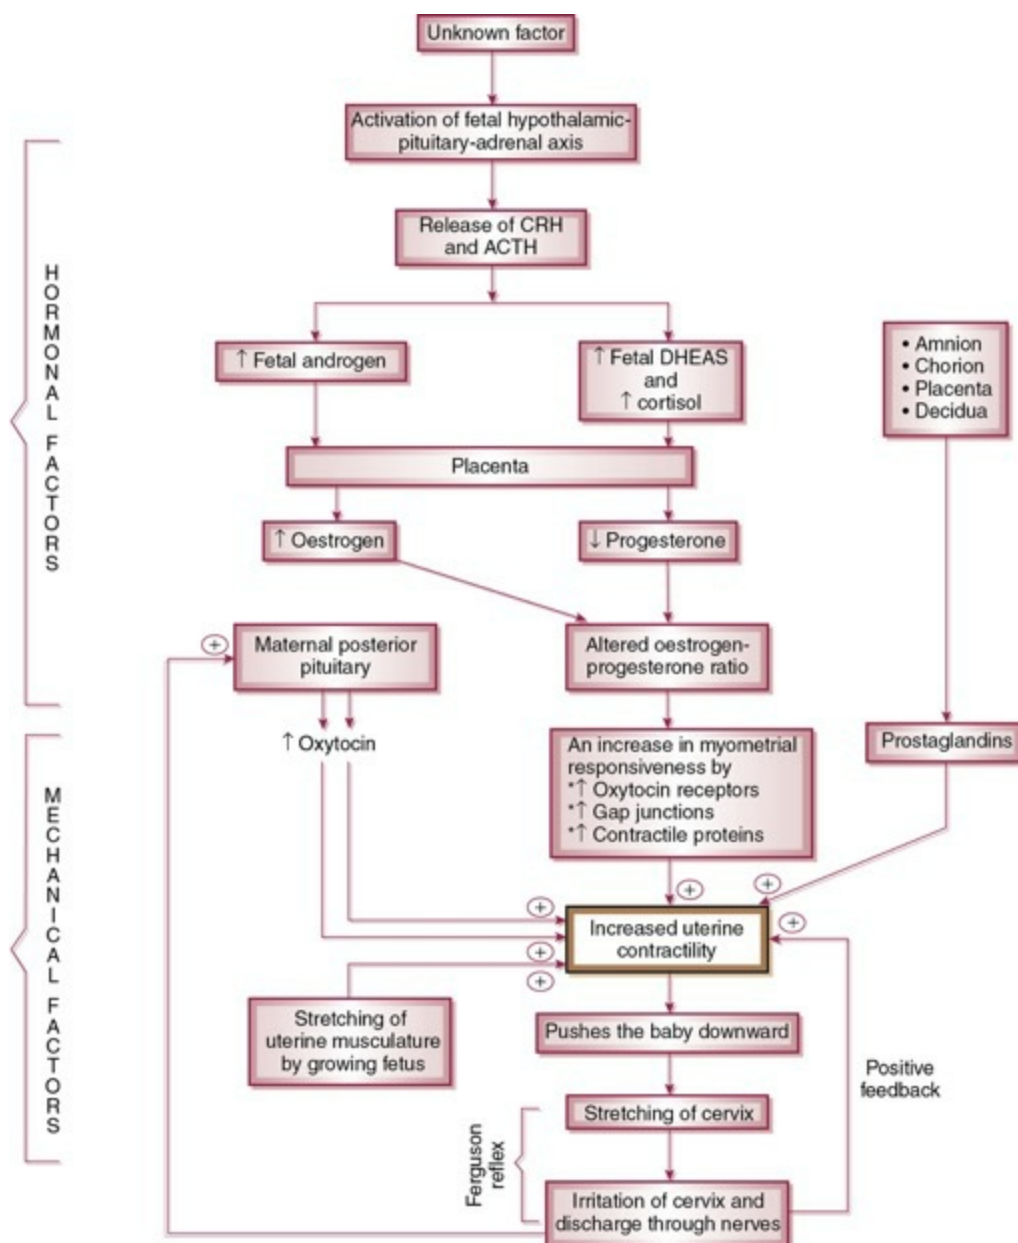 Unknown factor
Activation of fetal hypothalamic-
pituitary-adrenal axis
Release of CRH
and ACTH
HORMONAL FACTORS
↑ Fetal androgen
↑ Fetal DHEAS
and
↑ cortisol
• Amnion
• Chorion
• Placenta
• Decidua
Placenta
↑ Oestrogen
↓ Progesterone
+
Maternal posterior
pituitary
Altered oestrogen-
progesterone ratio
↑ Oxytocin
An increase in myometrial
responsiveness by
*↑ Oxytocin receptors
*↑ Gap junctions
*↑ Contractile proteins
Prostaglandins
MECHANICAL FACTORS
+
+
+
+
Increased uterine
contractility
+
+
Stretching of
uterine musculature
by growing fetus
Pushes the baby downward
Positive
feedback
Stretching of cervix
Ferguson
reflex
Irritation of cervix and
discharge through nerves